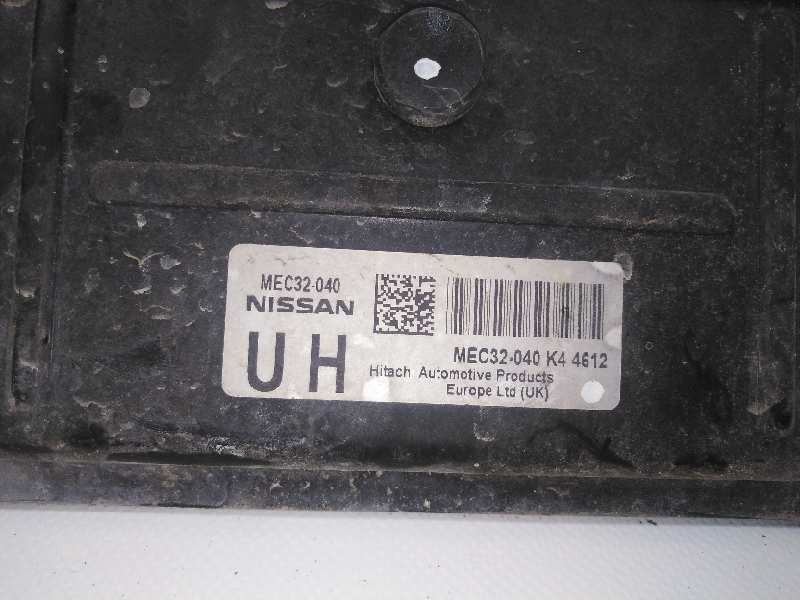 MEC32-040
NISSAN
UH
MEC32-040 K4 4612
Hitach Automotive Products
Europe Ltd (UK)